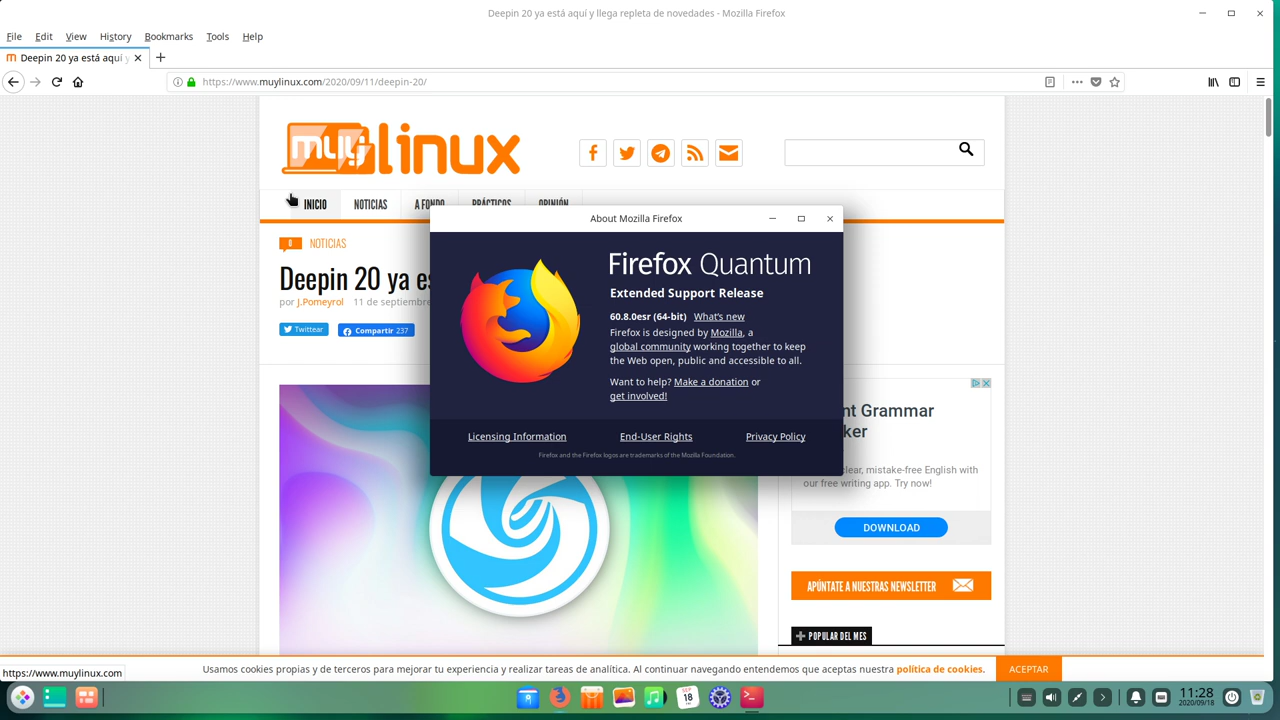 Deepin 20 ya está aquí y llega repleta de novedades - Mozilla Firefox
File Edit View History Bookmarks Tools Help
Deepin 20 ya está aquí y
https://www.muylinux.com/2020/09/11/deepin-20/
muylinux
INICIO NOTICIAS A FONDO PRÁCTICOS OPINIÓN
About Mozilla Firefox
0 NOTICIAS
Deepin 20 ya es
por J.Pomeyrol 11 de septiembre
Twittear Compartir 237
Firefox Quantum
Extended Support Release
60.8.0esr (64-bit) What's new
Firefox is designed by Mozilla, a
global community working together to keep
the Web open, public and accessible to all.
Want to help? Make a donation or
get involved!
Licensing Information End-User Rights Privacy Policy
Firefox and the Firefox logos are trademarks of the Mozilla Foundation.
nt Grammar
ker
clear, mistake-free English with
our free writing app. Try now!
DOWNLOAD
APÚNTATE A NUESTRAS NEWSLETTER
POPULAR DEL MES
Usamos cookies propias y de terceros para mejorar tu experiencia y realizar tareas de analítica. Al continuar navegando entendemos que aceptas nuestra política de cookies. ACEPTAR
https://www.muylinux.com
SEP
18
11:28
2020/09/18